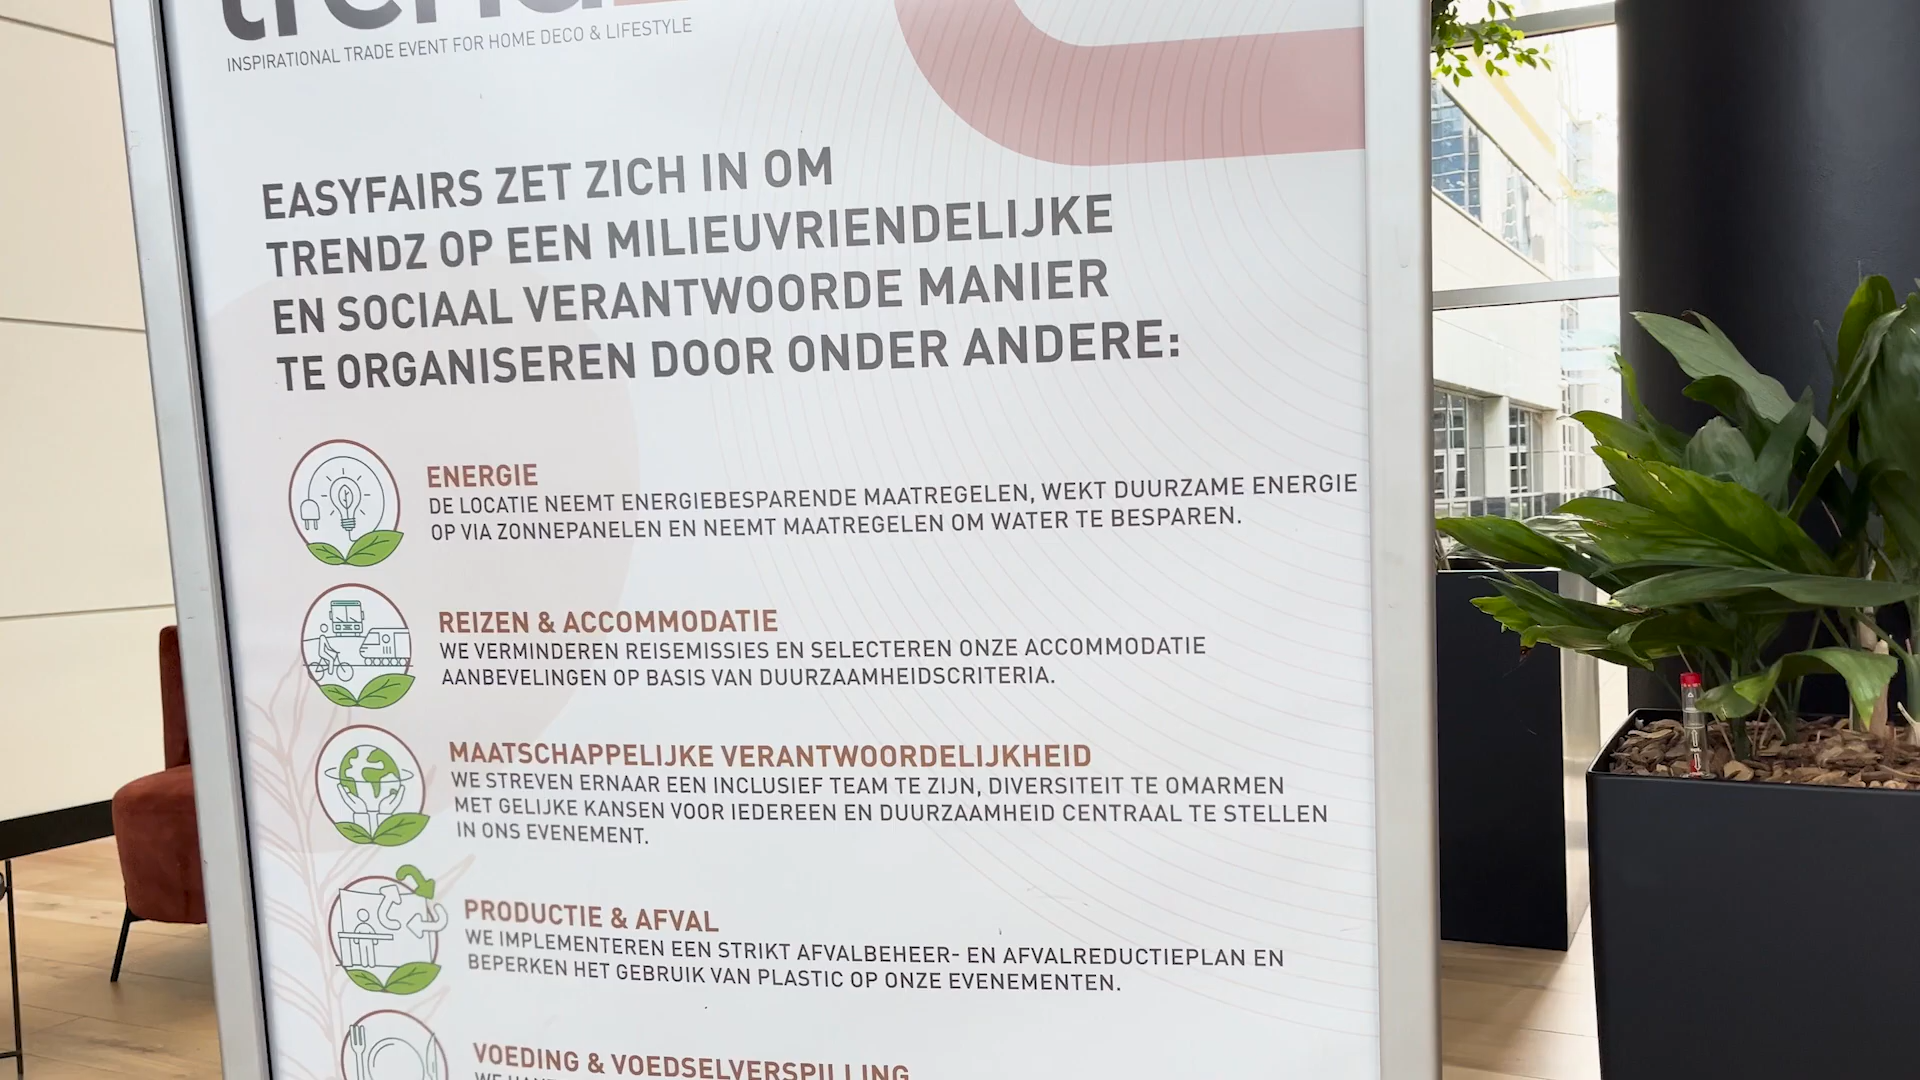 trendz
INSPIRATIONAL TRADE EVENT FOR HOME DECO & LIFESTYLE
EASYFAIRS ZET ZICH IN OM
TRENDZ OP EEN MILIEUVRIENDELIJKE
EN SOCIAAL VERANTWOORDE MANIER
TE ORGANISEREN DOOR ONDER ANDERE:
ENERGIE
DE LOCATIE NEEMT ENERGIEBESPARENDE MAATREGELEN, WEKT DUURZAME ENERGIE
OP VIA ZONNEPANELEN EN NEEMT MAATREGELEN OM WATER TE BESPAREN.
REIZEN & ACCOMMODATIE
WE VERMINDEREN REISEMISSIES EN SELECTEREN ONZE ACCOMMODATIE
AANBEVELINGEN OP BASIS VAN DUURZAAMHEIDSCRITERIA.
MAATSCHAPPELIJKE VERANTWOORDELIJKHEID
WE STREVEN ERNAAR EEN INCLUSIEF TEAM TE ZIJN, DIVERSITEIT TE OMARMEN
MET GELIJKE KANSEN VOOR IEDEREEN EN DUURZAAMHEID CENTRAAL TE STELLEN
IN ONS EVENEMENT.
PRODUCTIE & AFVAL
WE IMPLEMENTEREN EEN STRIKT AFVALBEHEER- EN AFVALREDUCTIEPLAN EN
BEPERKEN HET GEBRUIK VAN PLASTIC OP ONZE EVENEMENTEN.
VOEDING & VOEDSELVERSPILLING
WE